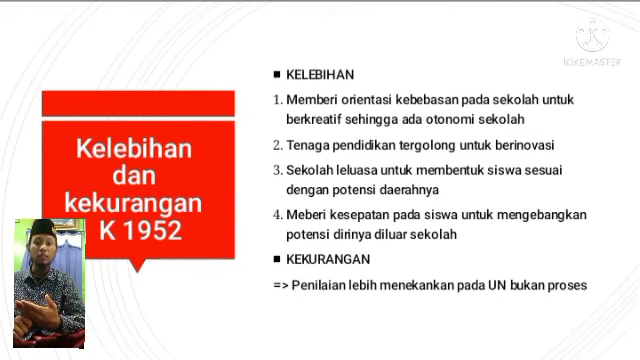 KINEMASTER
■ KELEBIHAN
1. Memberi orientasi kebebasan pada sekolah untuk
berkreatif sehingga ada otonomi sekolah
2. Tenaga pendidikan tergolong untuk berinovasi
3. Sekolah leluasa untuk membentuk siswa sesuai
dengan potensi daerahnya
4. Meberi kesepatan pada siswa untuk mengebangkan
potensi dirinya diluar sekolah
■ KEKURANGAN
=> Penilaian lebih menekankan pada UN bukan proses
Kelebihan
dan
kekurangan
K 1952